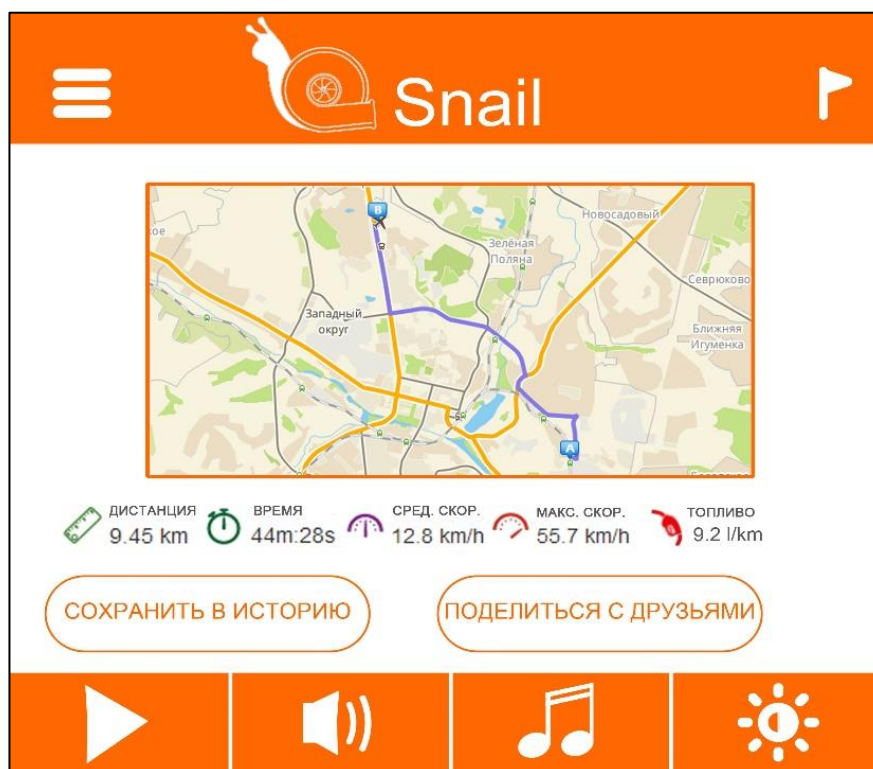 Snail
B
Новосадовый
кое
Зелёная
Поляна
Севрюково
Западный
округ
Ближняя
Игуменка
A
ДИСТАНЦИЯ
9.45 km
ВРЕМЯ
44m:28s
СРЕД. СКОР.
12.8 km/h
МАКС. СКОР.
55.7 km/h
ТОПЛИВО
9.2 l/km
СОХРАНИТЬ В ИСТОРИЮ
ПОДЕЛИТЬСЯ С ДРУЗЬЯМИ